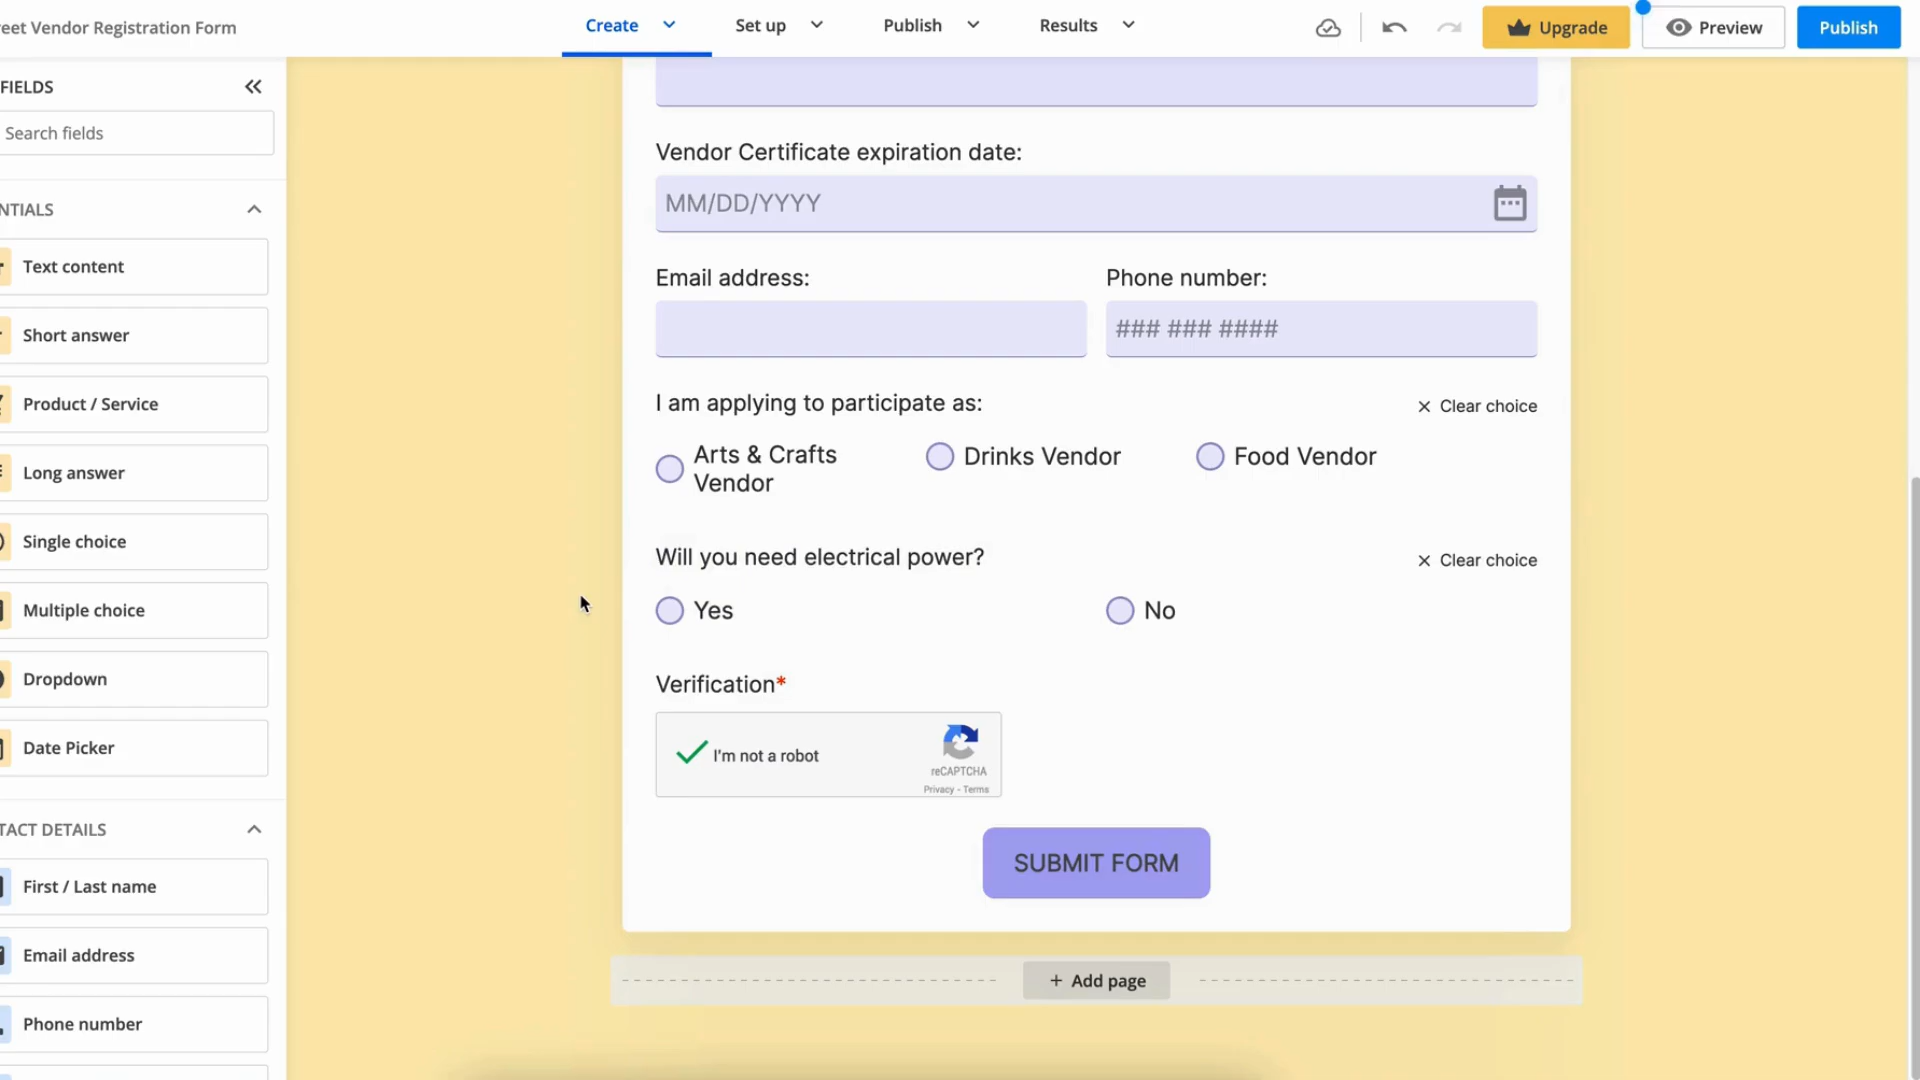 eet Vendor Registration Form
Create
Set up
Publish
Results
Upgrade
Preview
Publish
FIELDS
Search fields
NTIALS
Text content
Short answer
Product / Service
Long answer
Single choice
Multiple choice
Dropdown
Date Picker
TACT DETAILS
First / Last name
Email address
Phone number
Vendor Certificate expiration date:
MM/DD/YYYY
Email address:
Phone number:
### ### ####
I am applying to participate as:
× Clear choice
Arts & Crafts
Vendor
Drinks Vendor
Food Vendor
Will you need electrical power?
× Clear choice
Yes
No
Verification*
I'm not a robot
reCAPTCHA
Privacy - Terms
SUBMIT FORM
+ Add page